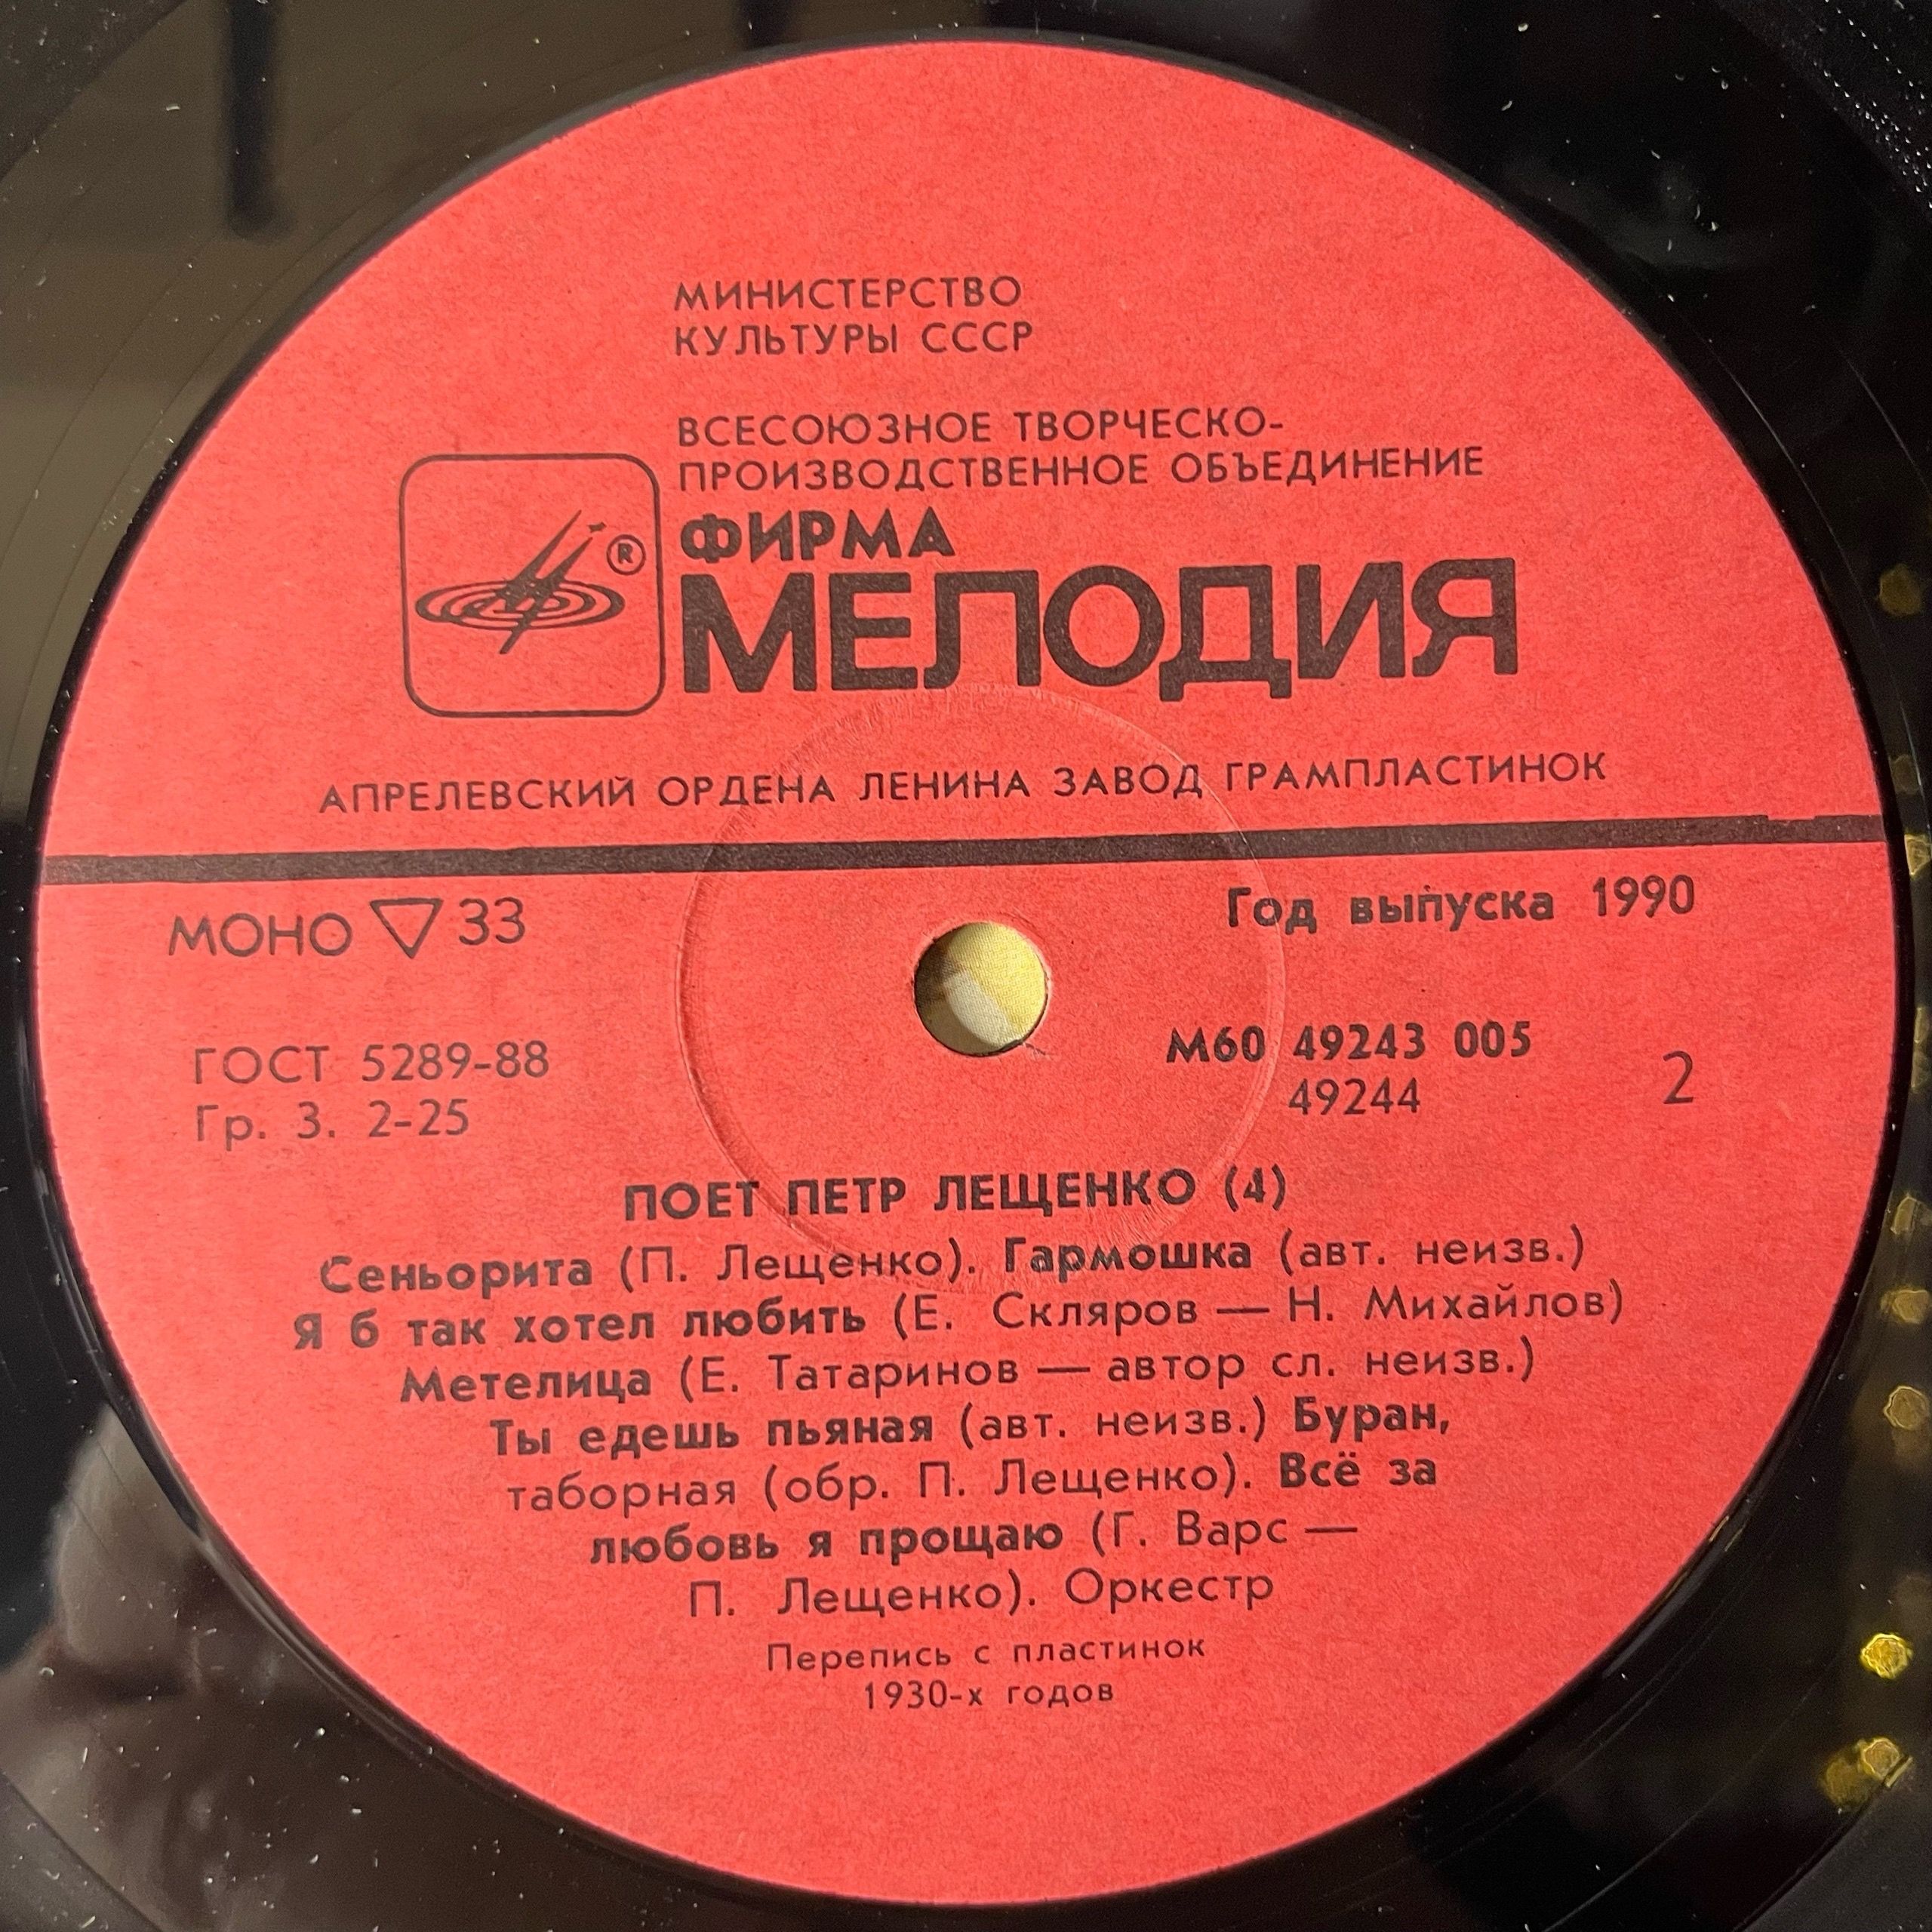 МИНИСТЕРСТВО
КУЛЬТУРЫ СССР
ВСЕСОЮЗНОЕ ТВОРЧЕСКО-
ПРОИЗВОДСТВЕННОЕ ОБЪЕДИНЕНИЕ
ФИРМА
®
МЕЛОДИЯ
АПРЕЛЕВСКИЙ ОРДЕНА ЛЕНИНА ЗАВОД ГРАМПЛАСТИНОК
МОНО ▽ 33
Год выпуска 1990
ГОСТ 5289-88
Гр. 3. 2-25
М60 49243 005
49244
2
ПОЕТ ПЕТР ЛЕЩЕНКО (4)
Сеньорита (П. Лещенко). Гармошка (авт. неизв.)
Я б так хотел любить (Е. Скляров — Н. Михайлов)
Метелица (Е. Татаринов — автор сл. неизв.)
Ты едешь пьяная (авт. неизв.) Буран,
таборная (обр. П. Лещенко). Всё за
любовь я прощаю (Г. Варс —
П. Лещенко). Оркестр
Перепись с пластинок
1930-х годов